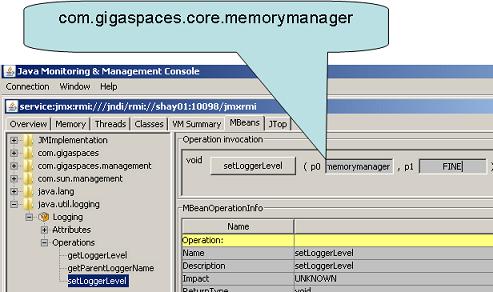 com.gigaspaces.core.memorymanager
Java Monitoring & Management Console
Connection Window Help
service:jmx:rmi:///jndi/rmi://shay01:10098/jmxrmi
Overview Memory Threads Classes VM Summary MBeans JTop
JMImplementation
com.gigaspaces
com.gigaspaces.management
com.sun.management
java.lang
java.util.logging
Logging
Attributes
Operations
getLoggerLevel
getParentLoggerName
setLoggerLevel
Operation invocation
void setLoggerLevel ( p0 memorymanager , p1 FINE
MBeanOperationInfo
Name
Operation:
Name setLoggerLevel
Description setLoggerLevel
Impact UNKNOWN
ReturnType void